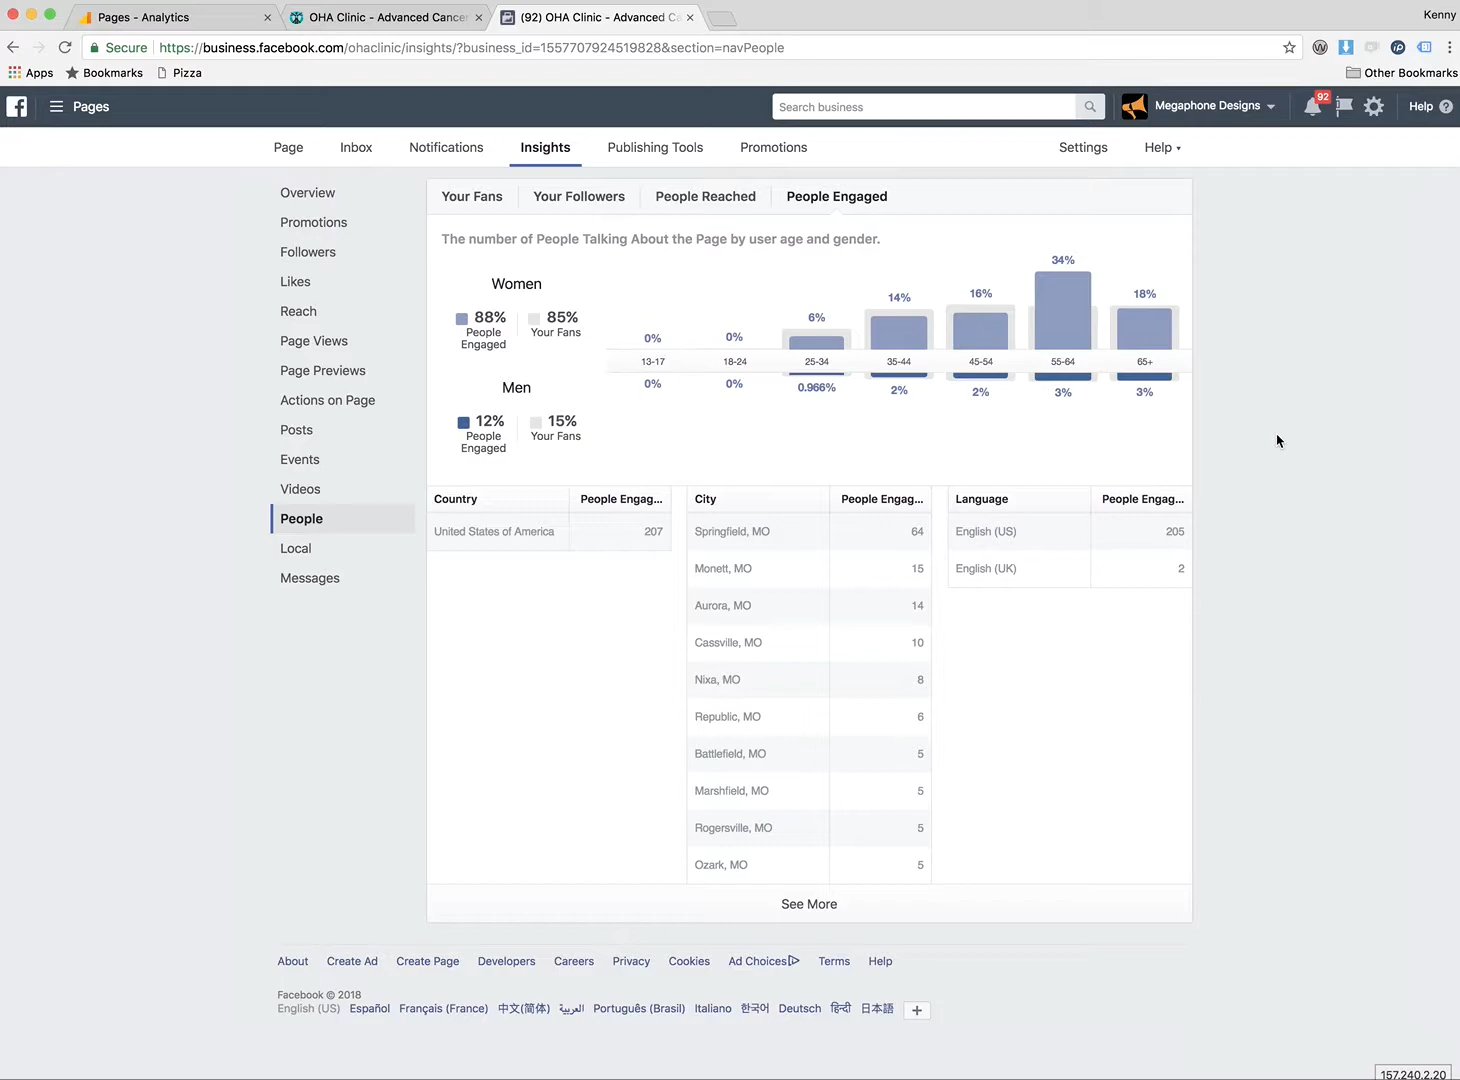 Pages - Analytics
OHA Clinic - Advanced Cancer
(92) OHA Clinic - Advanced Ca
Kenny
Secure https://business.facebook.com/ohaclinic/insights/?business_id=1557707924519828&section=navPeople
Apps Bookmarks Pizza Other Bookmarks
Pages Search business Megaphone Designs 92 Help
Page Inbox Notifications Insights Publishing Tools Promotions Settings Help
Overview
Promotions
Followers
Likes
Reach
Page Views
Page Previews
Actions on Page
Posts
Events
Videos
People
Local
Messages
Your Fans Your Followers People Reached People Engaged
The number of People Talking About the Page by user age and gender.
Women
88% 85%
People Engaged Your Fans
Men
12% 15%
People Engaged Your Fans
0% 0% 6% 14% 16% 34% 18%
13-17 18-24 25-34 35-44 45-54 55-64 65+
0% 0% 0.966% 2% 2% 3% 3%
Country People Engag...
United States of America 207
City People Engag...
Springfield, MO 64
Monett, MO 15
Aurora, MO 14
Cassville, MO 10
Nixa, MO 8
Republic, MO 6
Battlefield, MO 5
Marshfield, MO 5
Rogersville, MO 5
Ozark, MO 5
Language People Engag...
English (US) 205
English (UK) 2
See More
About Create Ad Create Page Developers Careers Privacy Cookies Ad Choices Terms Help
Facebook © 2018
English (US) Español Français (France) 中文(简体) العربية Português (Brasil) Italiano 한국어 Deutsch हिन्दी 日本語 +
157.240.2.20